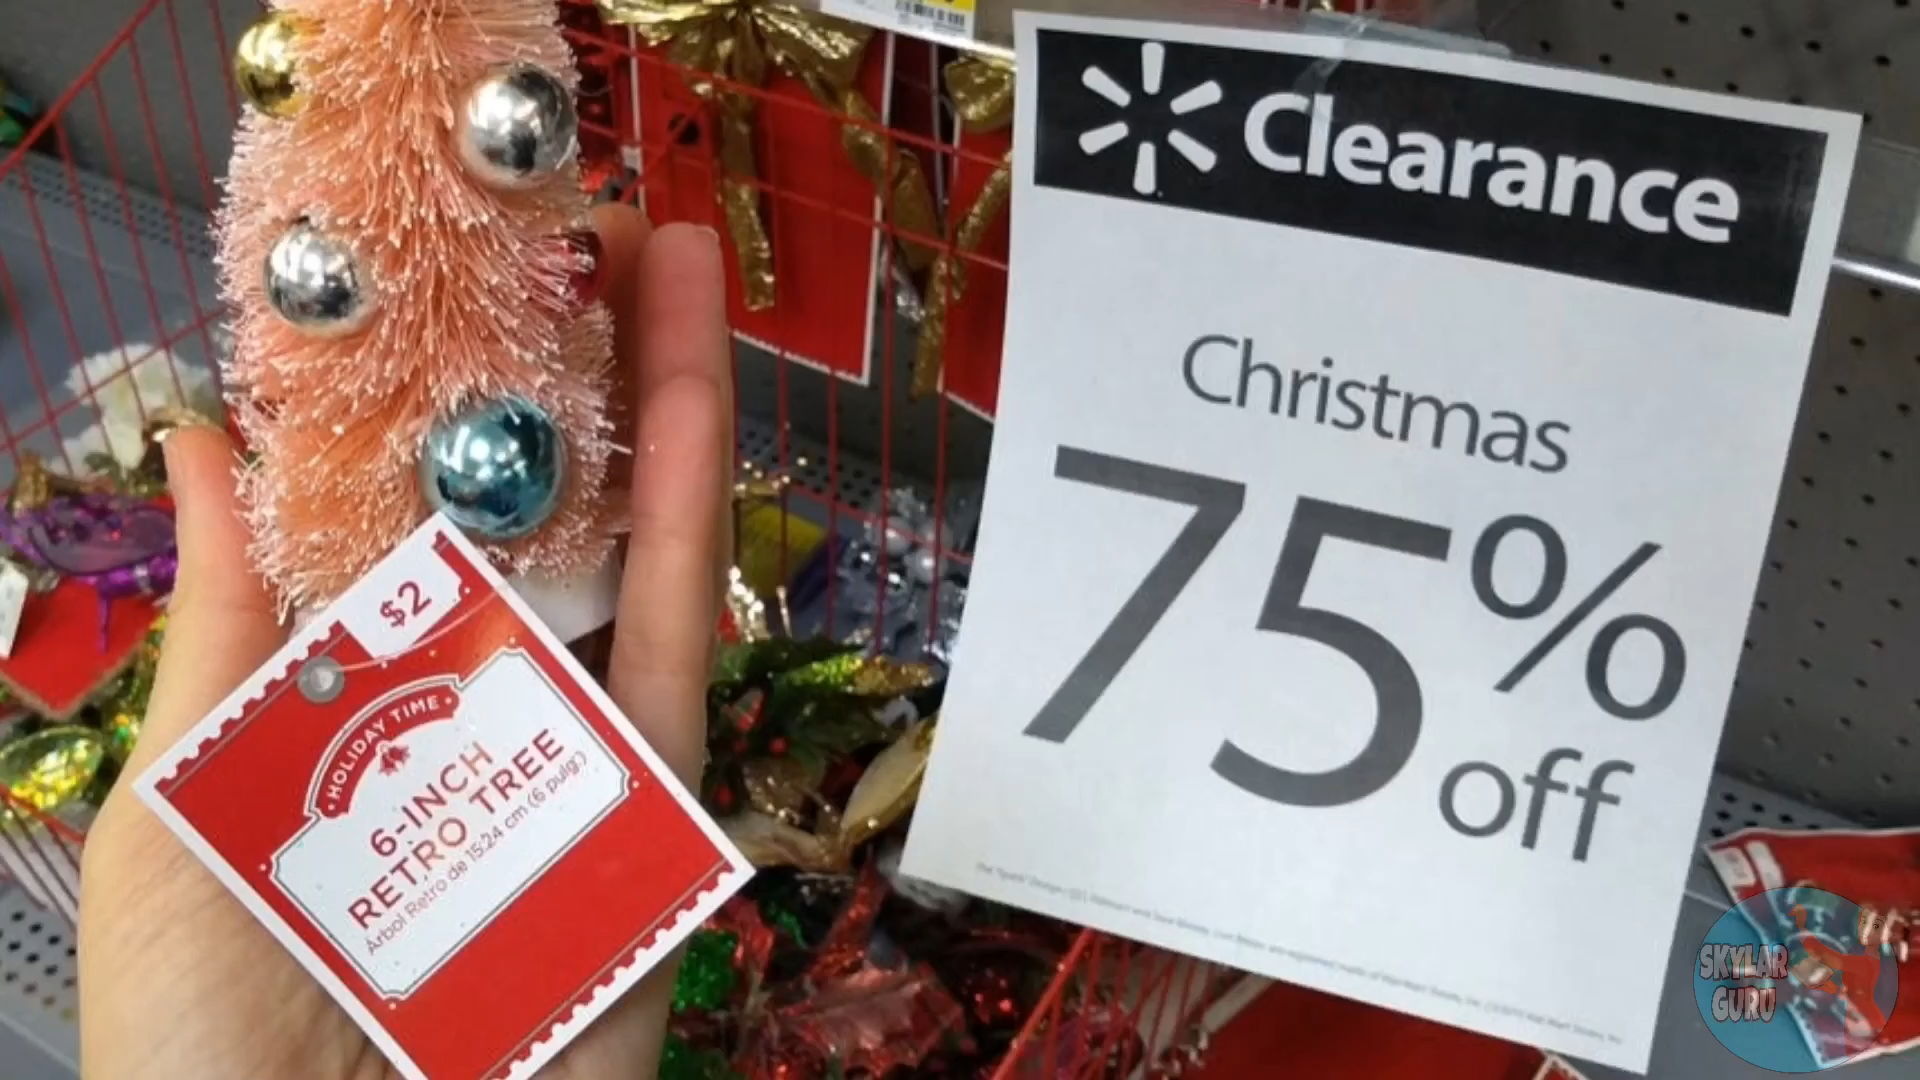 $2
HOLIDAY TIME
6-INCH
RETRO TREE
Árbol Retro de 15.24 cm (6 pulg.)
Clearance
Christmas
75%
off
SKYLAR
GURU